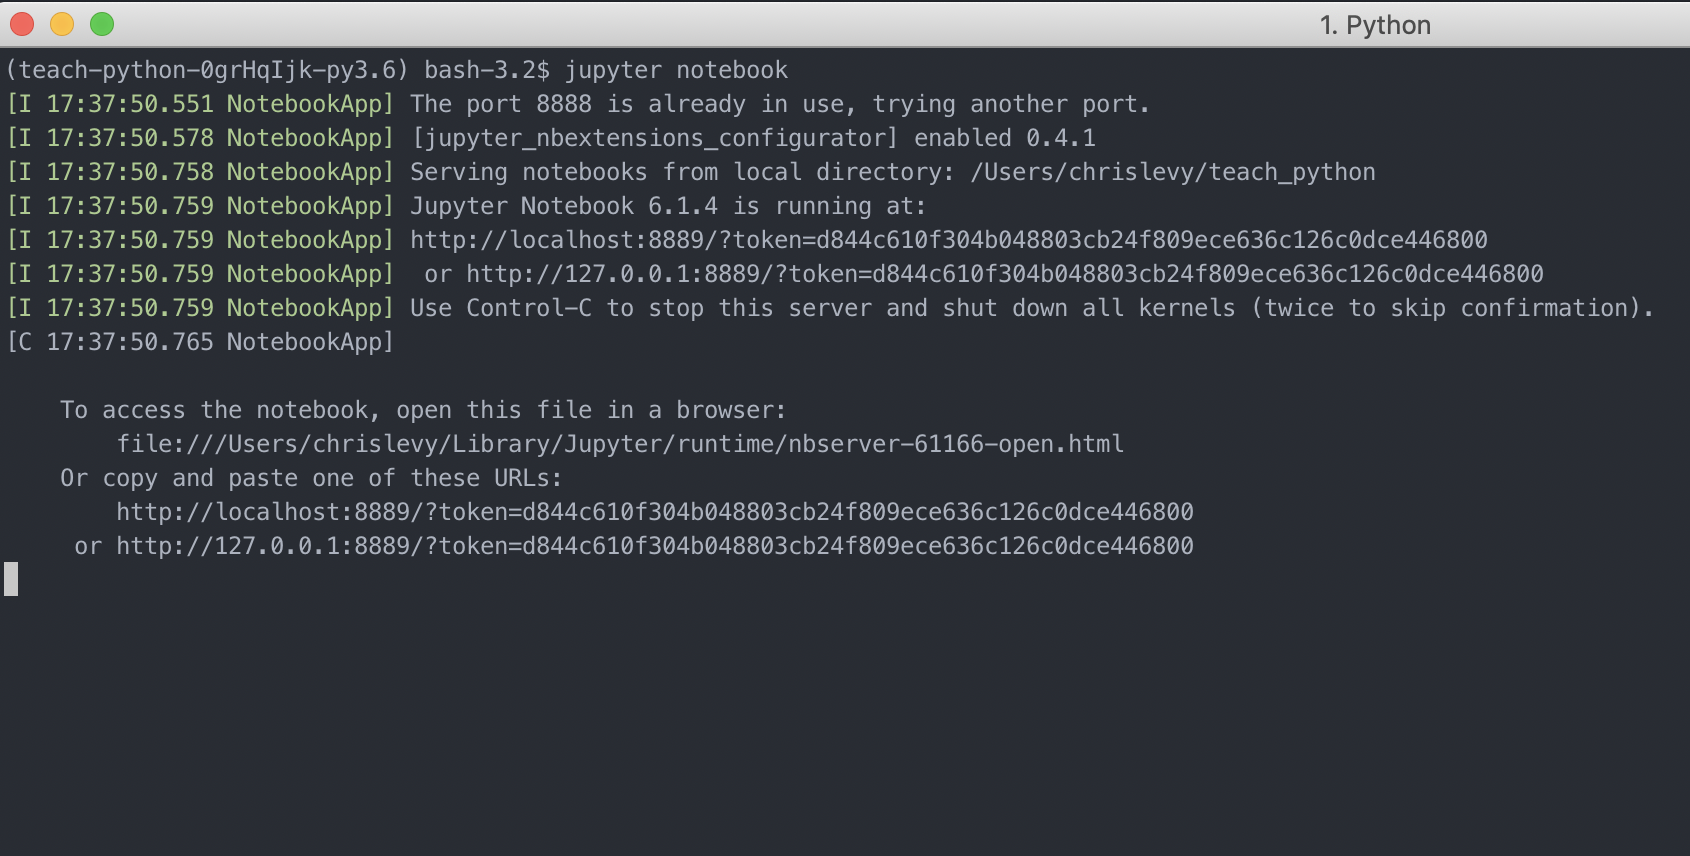 1. Python
(teach-python-0grHqIjk-py3.6) bash-3.2$ jupyter notebook
[I 17:37:50.551 NotebookApp] The port 8888 is already in use, trying another port.
[I 17:37:50.578 NotebookApp] [jupyter_nbextensions_configurator] enabled 0.4.1
[I 17:37:50.758 NotebookApp] Serving notebooks from local directory: /Users/chrislevy/teach_python
[I 17:37:50.759 NotebookApp] Jupyter Notebook 6.1.4 is running at:
[I 17:37:50.759 NotebookApp] http://localhost:8889/?token=d844c610f304b048803cb24f809ece636c126c0dce446800
[I 17:37:50.759 NotebookApp]  or http://127.0.0.1:8889/?token=d844c610f304b048803cb24f809ece636c126c0dce446800
[I 17:37:50.759 NotebookApp] Use Control-C to stop this server and shut down all kernels (twice to skip confirmation).
[C 17:37:50.765 NotebookApp]
To access the notebook, open this file in a browser:
file:///Users/chrislevy/Library/Jupyter/runtime/nbserver-61166-open.html
Or copy and paste one of these URLs:
http://localhost:8889/?token=d844c610f304b048803cb24f809ece636c126c0dce446800
or http://127.0.0.1:8889/?token=d844c610f304b048803cb24f809ece636c126c0dce446800